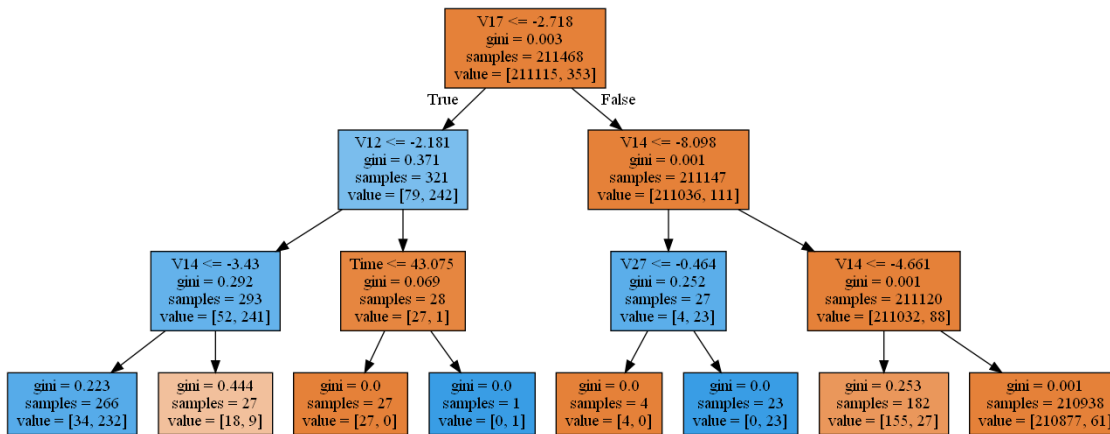 V17 <= -2.718
gini = 0.003
samples = 211468
value = [211115, 353]
True
False
V12 <= -2.181
gini = 0.371
samples = 321
value = [79, 242]
V14 <= -8.098
gini = 0.001
samples = 211147
value = [211036, 111]
V14 <= -3.43
gini = 0.292
samples = 293
value = [52, 241]
Time <= 43.075
gini = 0.069
samples = 28
value = [27, 1]
V27 <= -0.464
gini = 0.252
samples = 27
value = [4, 23]
V14 <= -4.661
gini = 0.001
samples = 211120
value = [211032, 88]
gini = 0.223
samples = 266
value = [34, 232]
gini = 0.444
samples = 27
value = [18, 9]
gini = 0.0
samples = 27
value = [27, 0]
gini = 0.0
samples = 1
value = [0, 1]
gini = 0.0
samples = 4
value = [4, 0]
gini = 0.0
samples = 23
value = [0, 23]
gini = 0.253
samples = 182
value = [155, 27]
gini = 0.001
samples = 210938
value = [210877, 61]